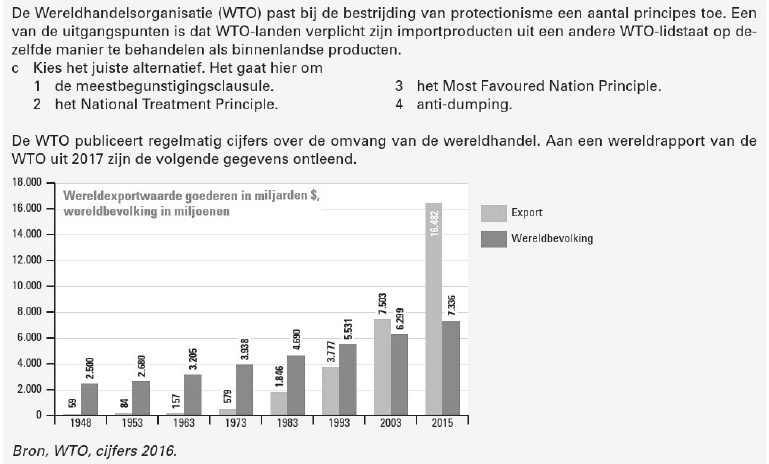 De Wereldhandelsorganisatie (WTO) past bij de bestrijding van protectionisme een aantal principes toe. Een
van de uitgangspunten is dat WTO-landen verplicht zijn importproducten uit een andere WTO-lidstaat op de-
zelfde manier te behandelen als binnenlandse producten.
c Kies het juiste alternatief. Het gaat hier om
1 de meestbegunstigingsclausule. 3 het Most Favoured Nation Principle.
2 het National Treatment Principle. 4 anti-dumping.
De WTO publiceert regelmatig cijfers over de omvang van de wereldhandel. Aan een wereldrapport van de
WTO uit 2017 zijn de volgende gegevens ontleend.
Wereldexportwaarde goederen in miljarden $,
wereldbevolking in miljoenen
18.000
16.000
14.000
12.000
10.000
8.000
6.000
4.000
2.000
0
59 2.500
84 2.680
157 3.205
579 3.938
1.846 4.690
3.777 5.531
7.503 6.299
16.482 7.336
1948 1953 1963 1973 1983 1993 2003 2015
Export
Wereldbevolking
Bron, WTO, cijfers 2016.